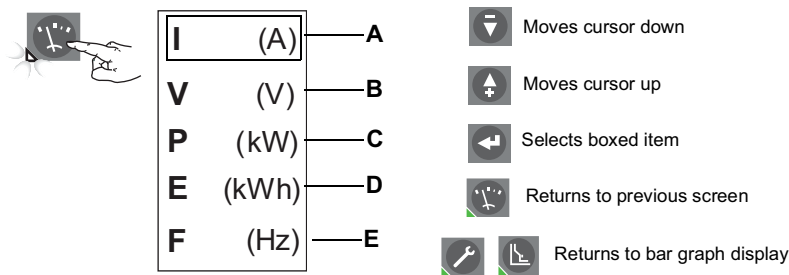 I (A) A
V (V) B
P (kW) C
E (kWh) D
F (Hz) E
Moves cursor down
Moves cursor up
Selects boxed item
Returns to previous screen
Returns to bar graph display